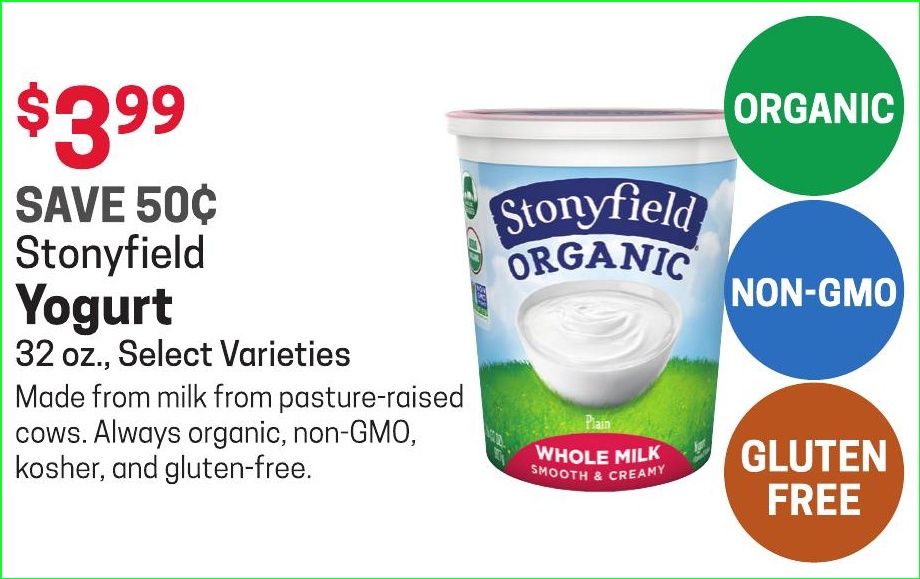 $3.99
SAVE 50¢
Stonyfield
Yogurt
32 oz., Select Varieties
Made from milk from pasture-raised
cows. Always organic, non-GMO,
kosher, and gluten-free.
Stonyfield
ORGANIC
Plain
WHOLE MILK
SMOOTH & CREAMY
ORGANIC
NON-GMO
GLUTEN
FREE